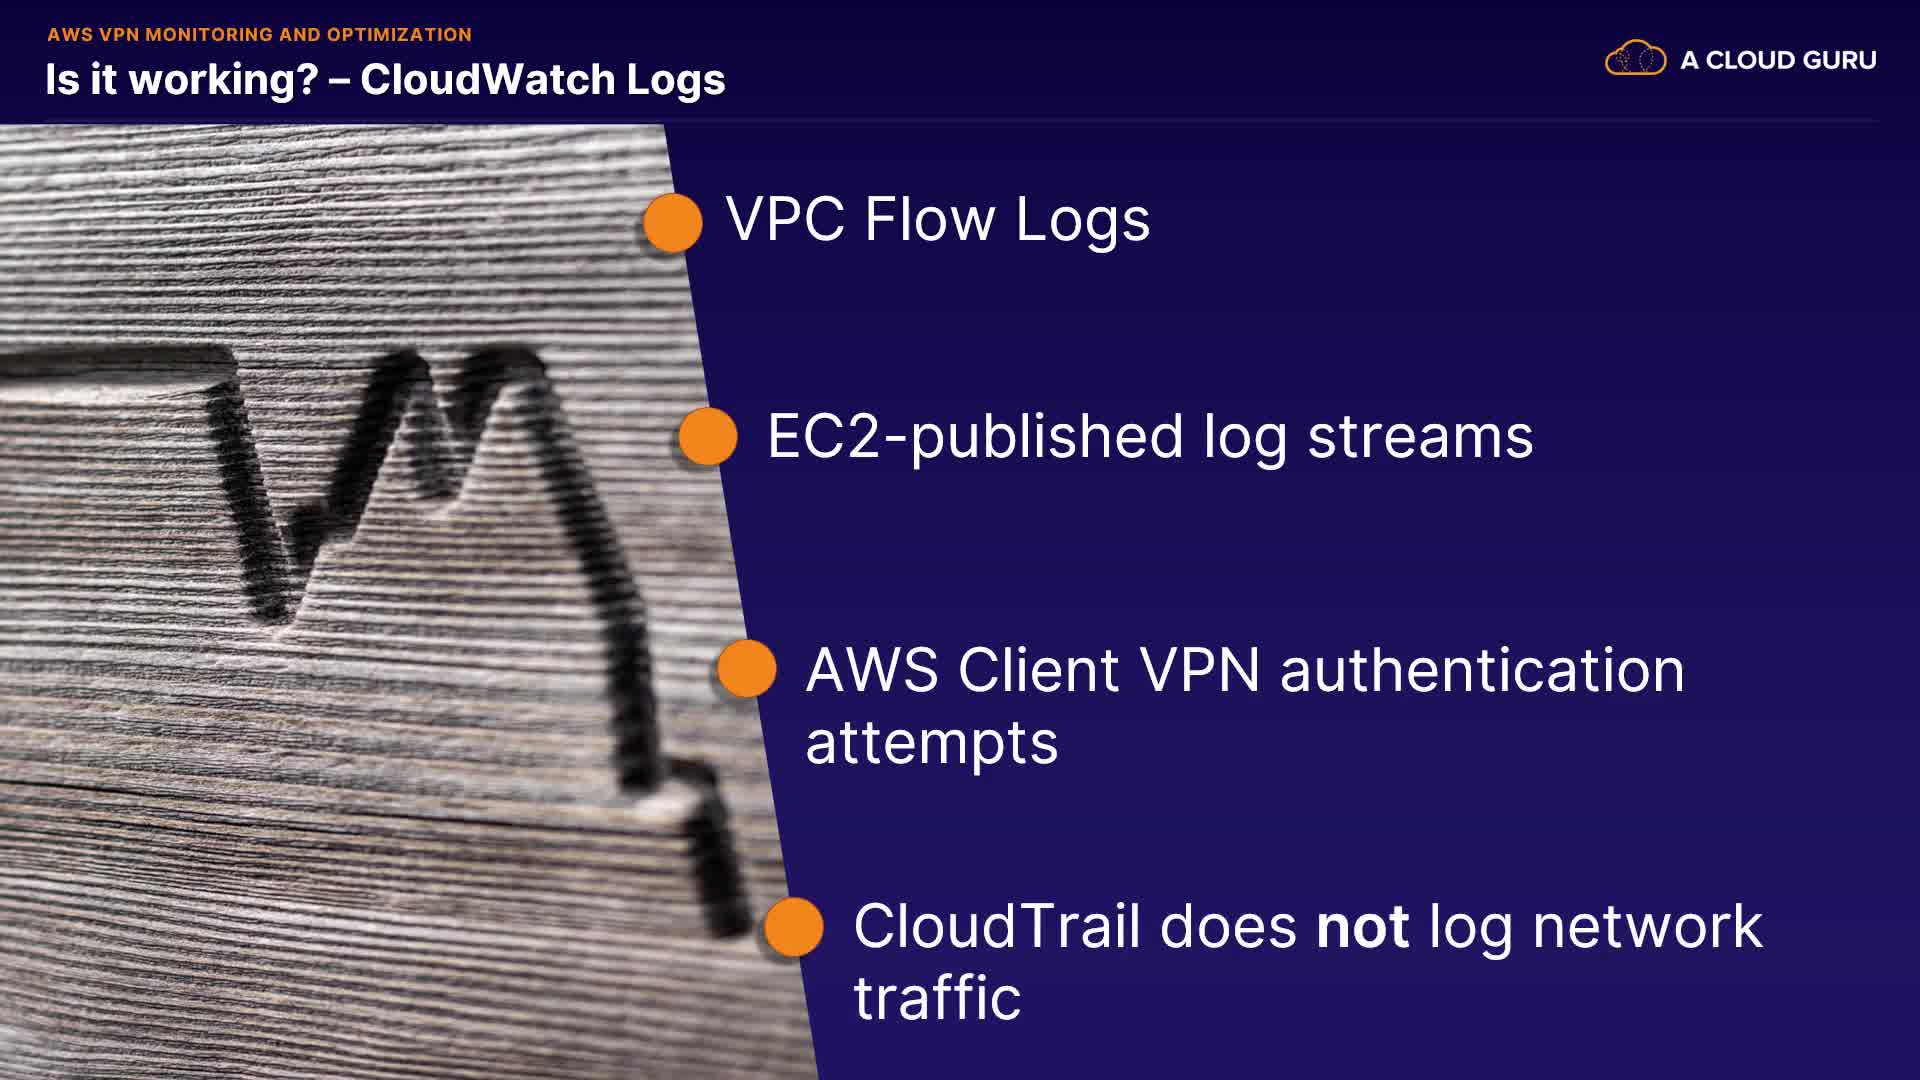 AWS VPN MONITORING AND OPTIMIZATION
Is it working? – CloudWatch Logs
A CLOUD GURU
VPC Flow Logs
EC2-published log streams
AWS Client VPN authentication
attempts
CloudTrail does not log network
traffic